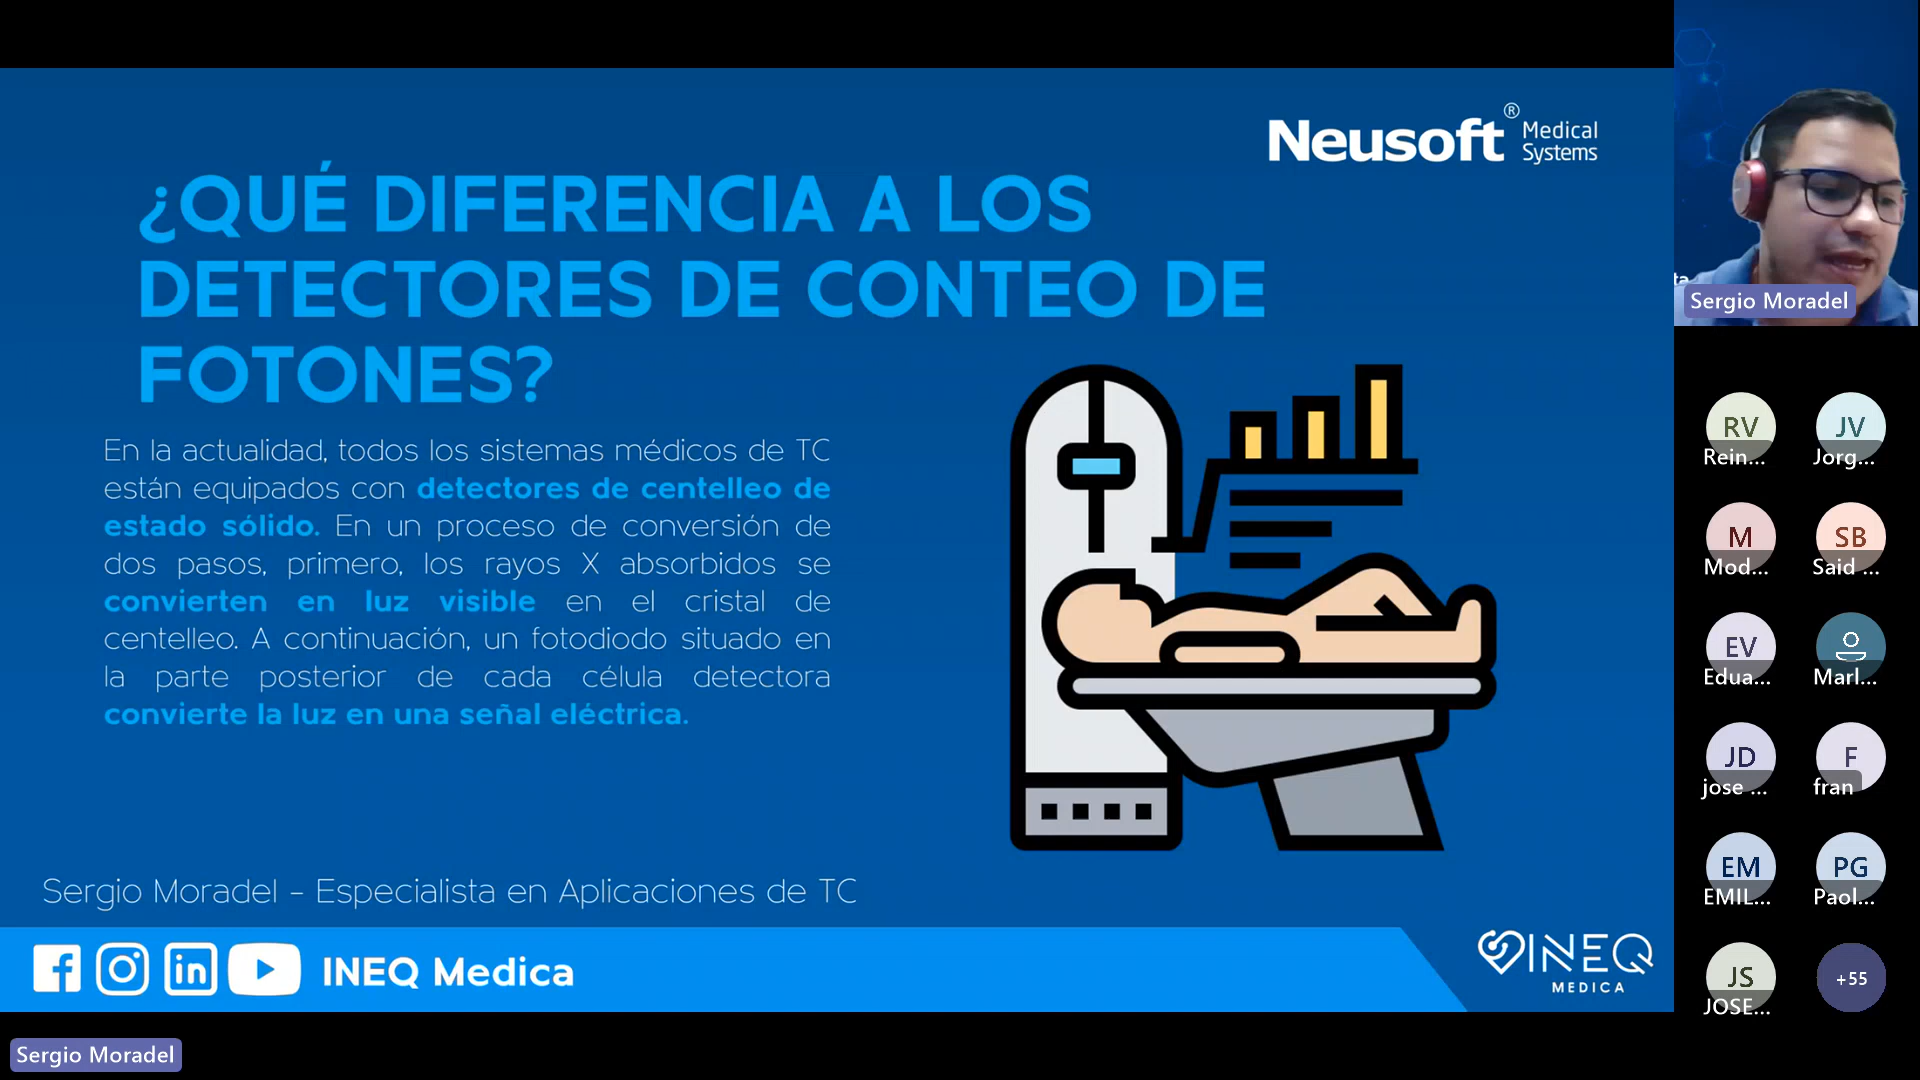 Neusoft® Medical Systems
¿QUÉ DIFERENCIA A LOS
DETECTORES DE CONTEO DE
FOTONES?
En la actualidad, todos los sistemas médicos de TC
están equipados con detectores de centelleo de
estado sólido. En un proceso de conversión de
dos pasos, primero, los rayos X absorbidos se
convierten en luz visible en el cristal de
centelleo. A continuación, un fotodiodo situado en
la parte posterior de cada célula detectora
convierte la luz en una señal eléctrica.
Sergio Moradel - Especialista en Aplicaciones de TC
INEQ Medica
INEQ
MEDICA
Sergio Moradel
ta
Sergio Moradel
RV
Rein...
JV
Jorg...
M
Mod...
SB
Said ...
EV
Edua...
Marl...
JD
jose ...
F
fran
EM
EMIL...
PG
Paol...
JS
JOSE...
+55